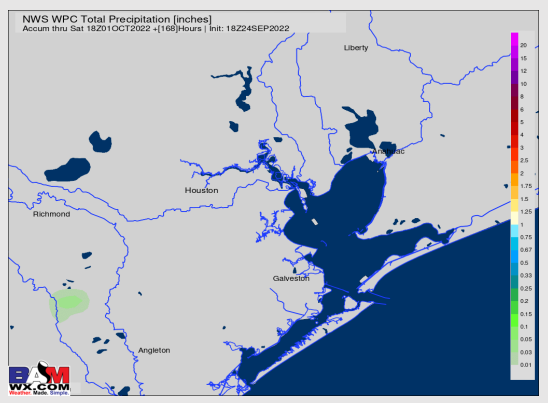 NWS WPC Total Precipitation [inches]
Accum thru Sat 18Z01OCT2022 +[168]Hours | Init: 18Z24SEP2022
Liberty
Anahuac
Houston
Richmond
Galveston
Angleton
20
15
12
10
8
6
5
4
3
2.5
2
1.75
1.5
1.25
1
0.75
0.67
0.5
0.33
0.25
0.2
0.15
0.1
0.05
0.03
0.01
BAM
WX.COM
Weather. Made. Simple.